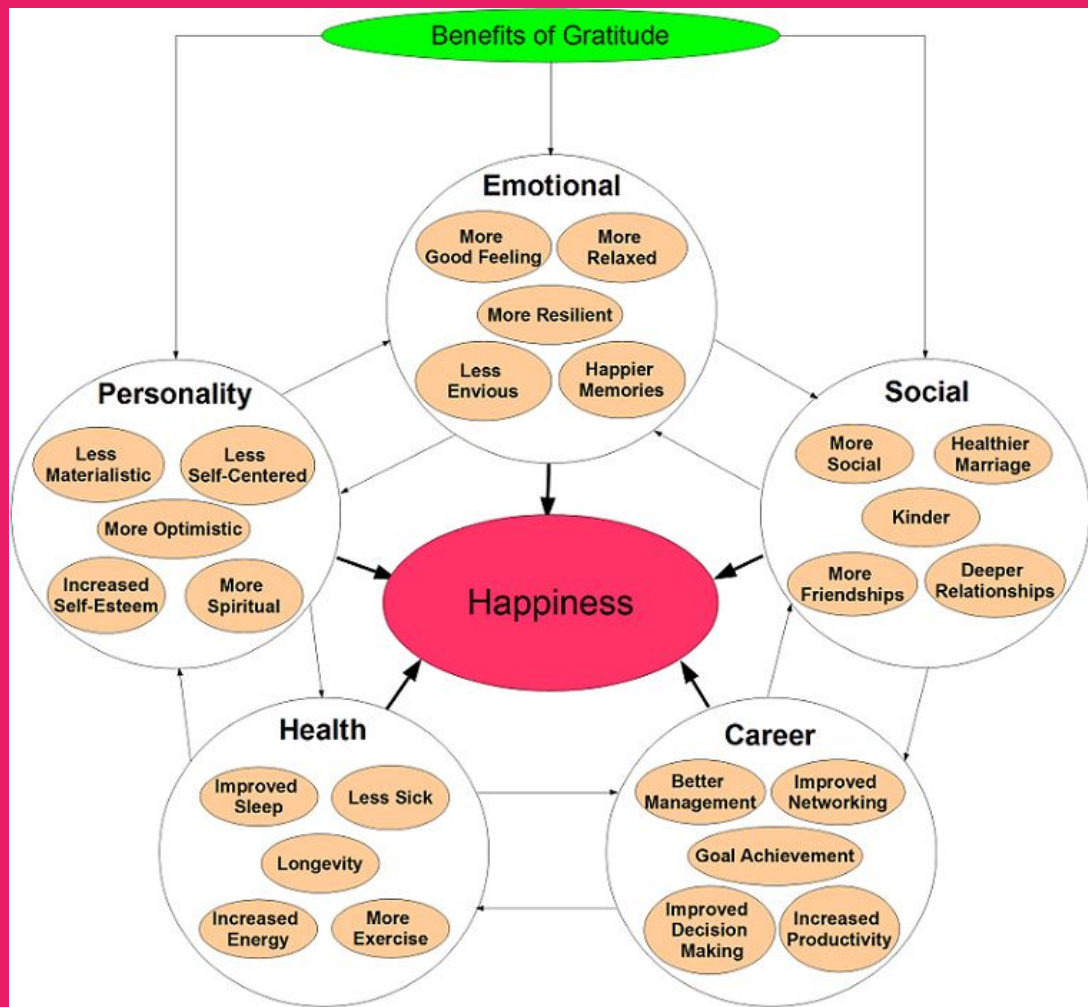 Benefits of Gratitude
Emotional
More
Good Feeling
More
Relaxed
More Resilient
Less
Envious
Happier
Memories
Personality
Less
Materialistic
Less
Self-Centered
More Optimistic
Increased
Self-Esteem
More
Spiritual
Social
More
Social
Healthier
Marriage
Kinder
More
Friendships
Deeper
Relationships
Happiness
Health
Improved
Sleep
Less Sick
Longevity
Increased
Energy
More
Exercise
Career
Better
Management
Improved
Networking
Goal Achievement
Improved
Decision
Making
Increased
Productivity